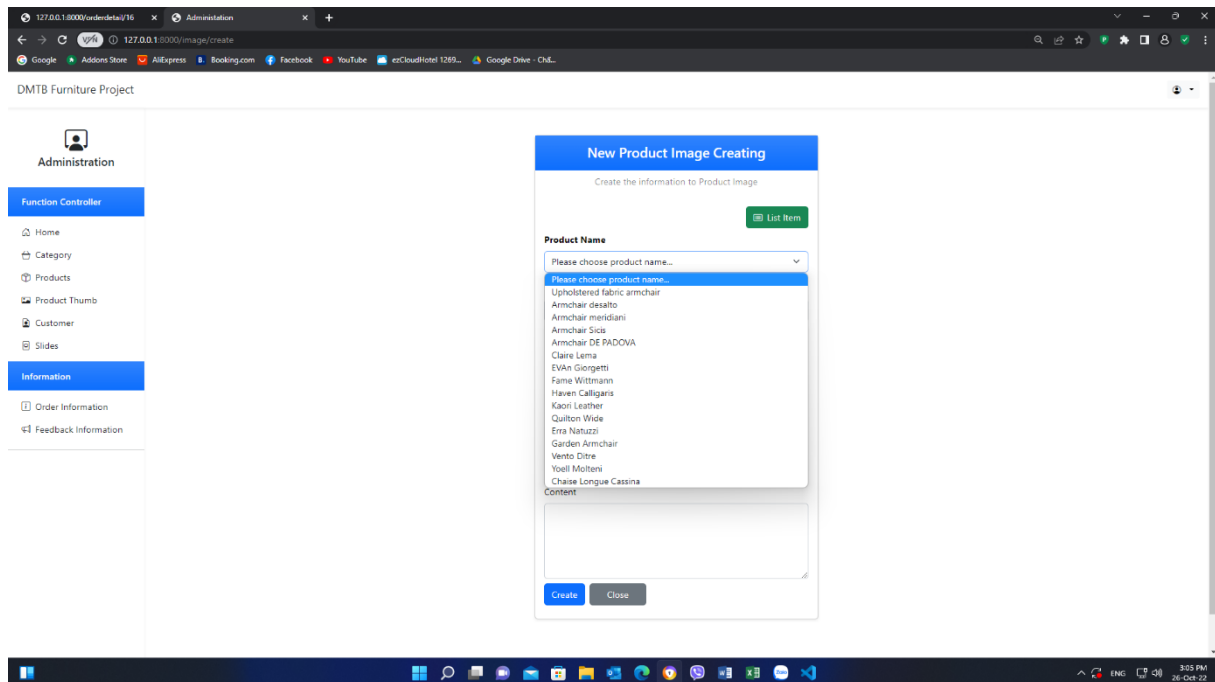 127.0.0.1:8000/orderdetail/16
Administation
VPN 127.0.0.1:8000/image/create
Google Addons Store AliExpress Booking.com Facebook YouTube ezCloudHotel 1269... Google Drive - Chá...
DMTB Furniture Project
Administration
Function Controller
Home
Category
Products
Product Thumb
Customer
Slides
Information
Order Information
Feedback Information
New Product Image Creating
Create the information to Product Image
List Item
Product Name
Please choose product name...
Please choose product name...
Upholstered fabric armchair
Armchair desalto
Armchair meridiani
Armchair Sicis
Armchair DE PADOVA
Claire Lema
EVAn Giorgetti
Fame Wittmann
Haven Calligaris
Kaori Leather
Quilton Wide
Erra Natuzzi
Garden Armchair
Vento Ditre
Yoell Molteni
Chaise Longue Cassina
Content
Create Close
ENG
3:05 PM
26-Oct-22